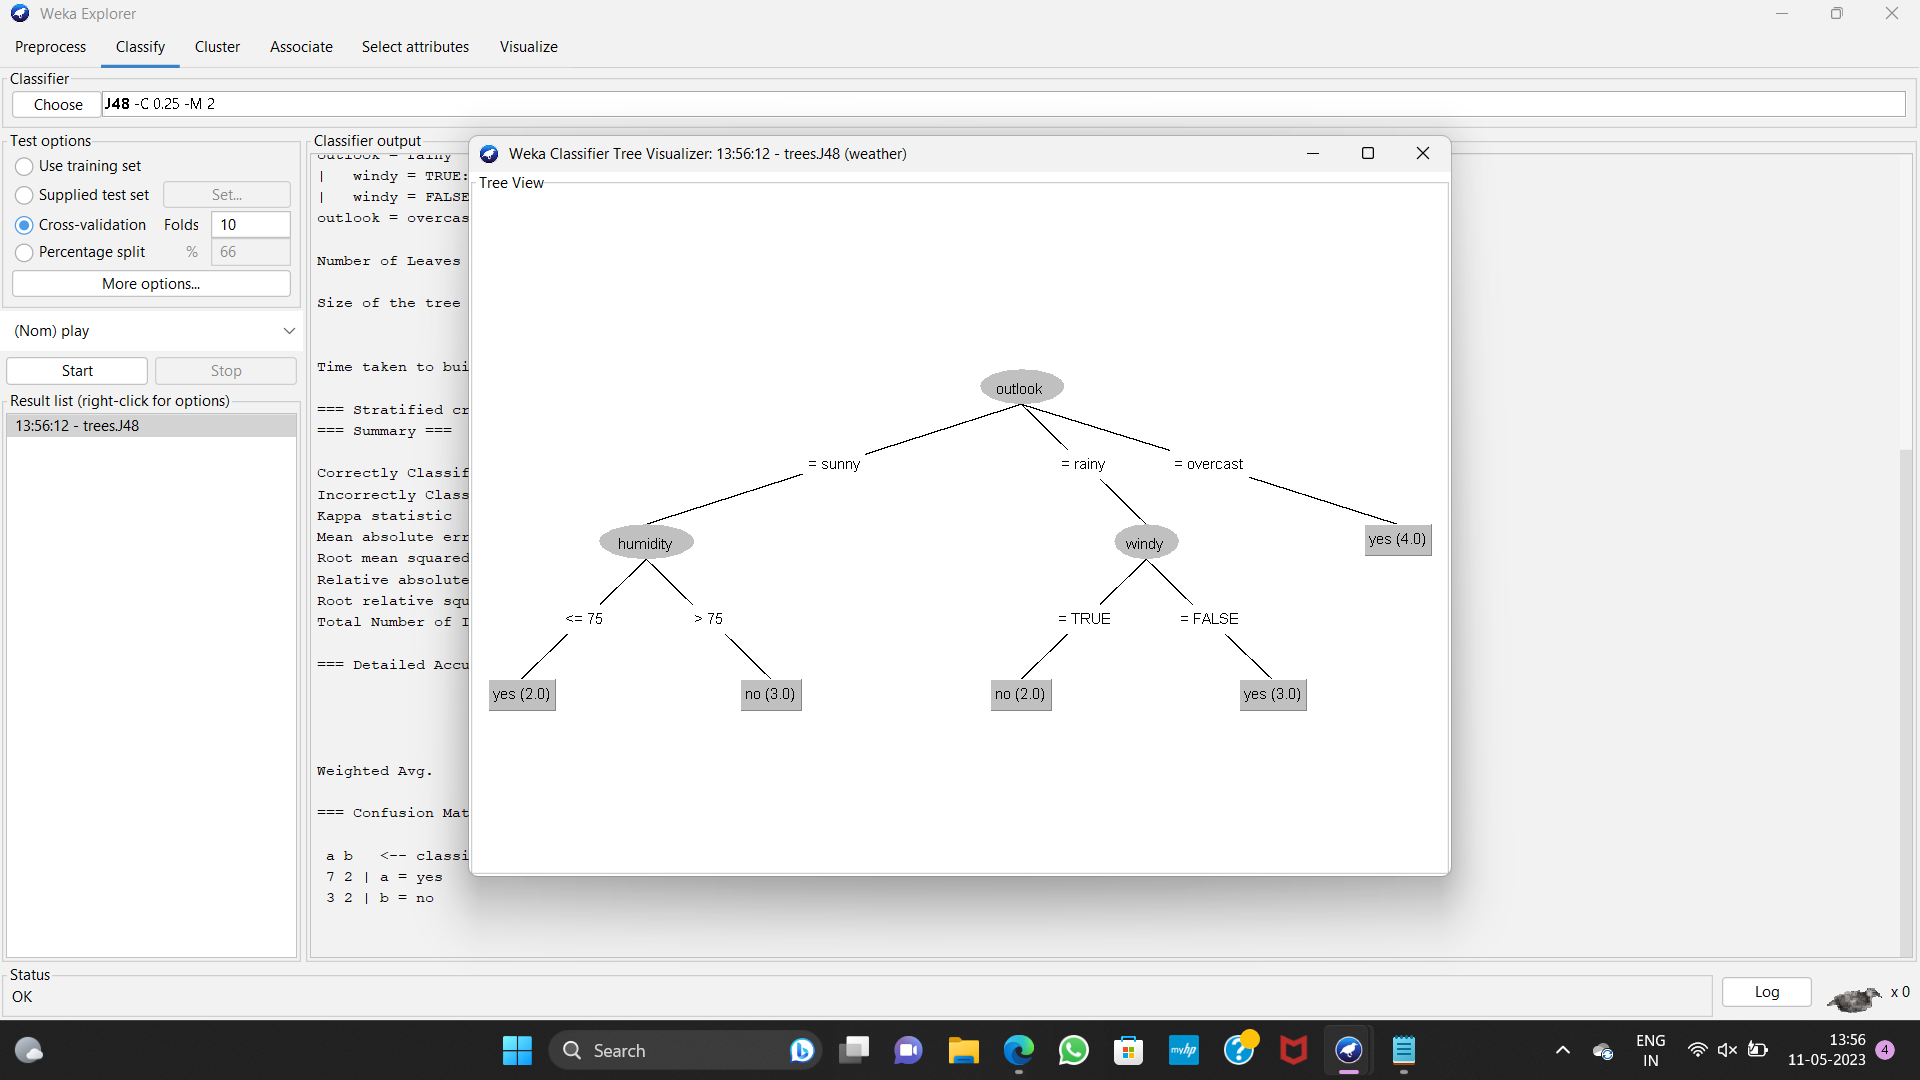 Weka Explorer
Preprocess Classify Cluster Associate Select attributes Visualize
Classifier
Choose J48 -C 0.25 -M 2
Test options
Use training set
Supplied test set Set...
Cross-validation Folds 10
Percentage split % 66
More options...
(Nom) play
Start Stop
Result list (right-click for options)
13:56:12 - trees.J48
Classifier output
outlook = rainy
| windy = TRUE:
| windy = FALSE
outlook = overcas
Number of Leaves
Size of the tree
Time taken to bui
=== Stratified cr
=== Summary ===
Correctly Classif
Incorrectly Class
Kappa statistic
Mean absolute err
Root mean squared
Relative absolute
Root relative squ
Total Number of I
=== Detailed Accu
Weighted Avg.
=== Confusion Mat
a b <-- classi
7 2 | a = yes
3 2 | b = no
Weka Classifier Tree Visualizer: 13:56:12 - trees.J48 (weather)
Tree View
outlook
= sunny = rainy = overcast
humidity windy yes (4.0)
<= 75 > 75 = TRUE = FALSE
yes (2.0) no (3.0) no (2.0) yes (3.0)
Status
OK
Log x 0
Search
myhp
ENG
IN
13:56
11-05-2023
4